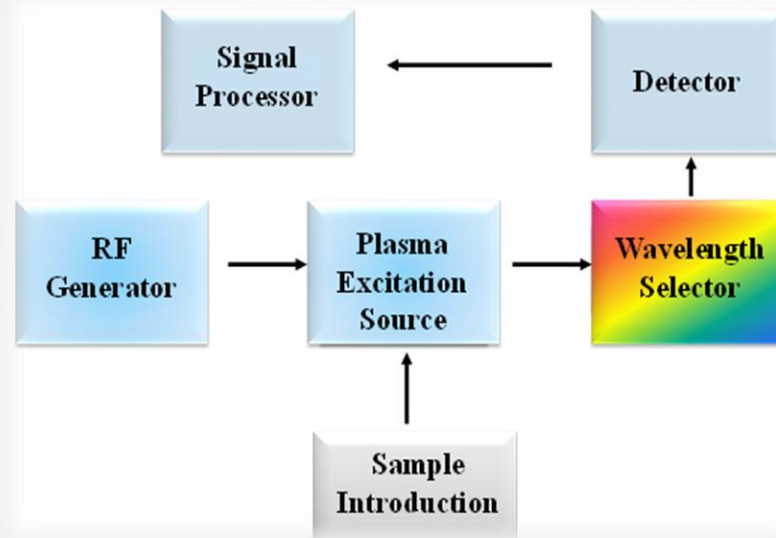 Signal
Processor
Detector
RF
Generator
Plasma
Excitation
Source
Wavelength
Selector
Sample
Introduction